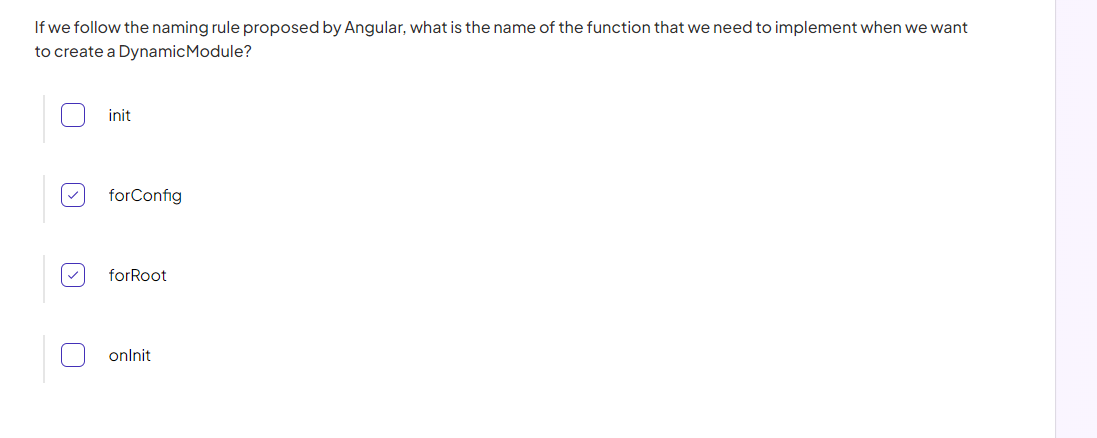 If we follow the naming rule proposed by Angular, what is the name of the function that we need to implement when we want
to create a DynamicModule?
init
forConfig
forRoot
onInit